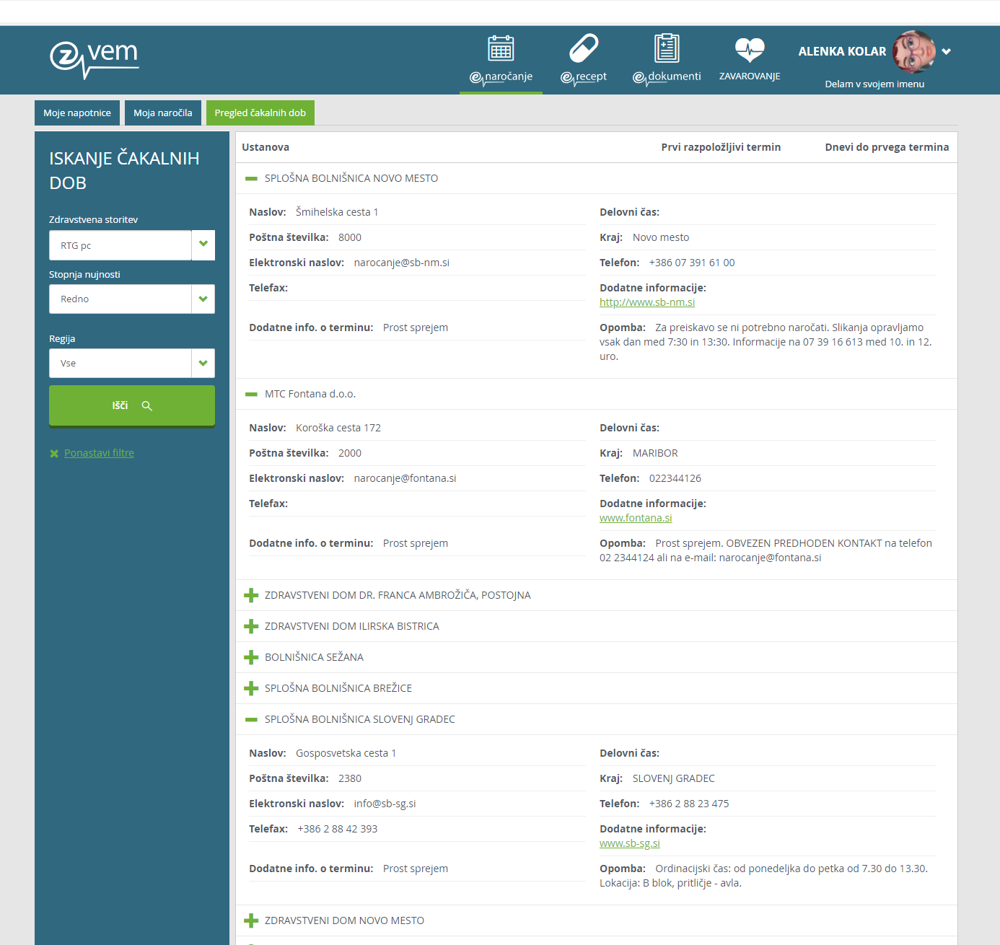 zvem
enaročanje
erecept
edokumenti
ZAVAROVANJE
ALENKA KOLAR
Delam v svojem imenu
Moje napotnice
Moja naročila
Pregled čakalnih dob
ISKANJE ČAKALNIH
DOB
Zdravstvena storitev
RTG pc
Stopnja nujnosti
Redno
Regija
Vse
Išči
Ponastavi filtre
Ustanova
Prvi razpoložljivi termin
Dnevi do prvega termina
SPLOŠNA BOLNIŠNICA NOVO MESTO
Naslov: Šmihelska cesta 1
Delovni čas:
Poštna številka: 8000
Kraj: Novo mesto
Elektronski naslov: narocanje@sb-nm.si
Telefon: +386 07 391 61 00
Telefax:
Dodatne informacije:
http://www.sb-nm.si
Dodatne info. o terminu: Prost sprejem
Opomba: Za preiskavo se ni potrebno naročati. Slikanja opravljamo
vsak dan med 7:30 in 13:30. Informacije na 07 39 16 613 med 10. in 12.
uro.
MTC Fontana d.o.o.
Naslov: Koroška cesta 172
Delovni čas:
Poštna številka: 2000
Kraj: MARIBOR
Elektronski naslov: narocanje@fontana.si
Telefon: 022344126
Telefax:
Dodatne informacije:
www.fontana.si
Dodatne info. o terminu: Prost sprejem
Opomba: Prost sprejem. OBVEZEN PREDHODEN KONTAKT na telefon
02 2344124 ali na e-mail: narocanje@fontana.si
ZDRAVSTVENI DOM DR. FRANCA AMBROŽIČA, POSTOJNA
ZDRAVSTVENI DOM ILIRSKA BISTRICA
BOLNIŠNICA SEŽANA
SPLOŠNA BOLNIŠNICA BREŽICE
SPLOŠNA BOLNIŠNICA SLOVENJ GRADEC
Naslov: Gosposvetska cesta 1
Delovni čas:
Poštna številka: 2380
Kraj: SLOVENJ GRADEC
Elektronski naslov: info@sb-sg.si
Telefon: +386 2 88 23 475
Telefax: +386 2 88 42 393
Dodatne informacije:
www.sb-sg.si
Dodatne info. o terminu: Prost sprejem
Opomba: Ordinacijski čas: od ponedeljka do petka od 7.30 do 13.30.
Lokacija: B blok, pritličje - avla.
ZDRAVSTVENI DOM NOVO MESTO